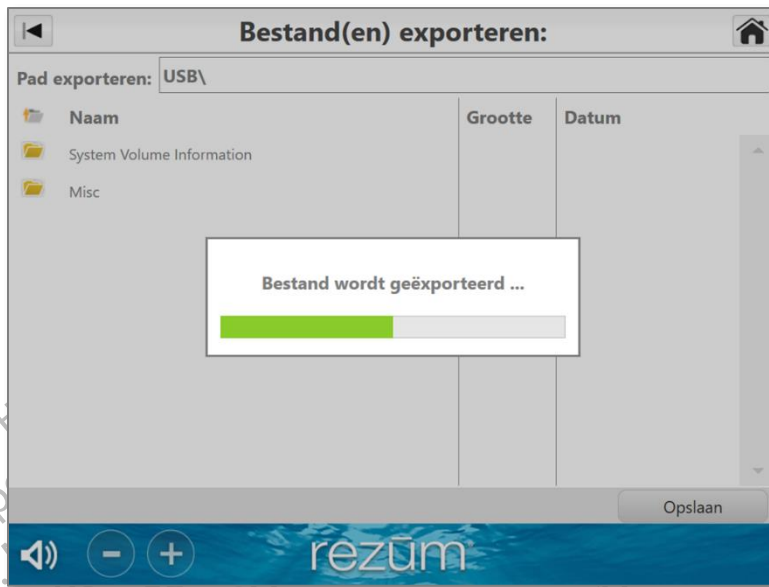 Bestand(en) exporteren:
Pad exporteren: USB\
Naam Grootte Datum
System Volume Information
Misc
Bestand wordt geëxporteerd ...
Opslaan
rezūm